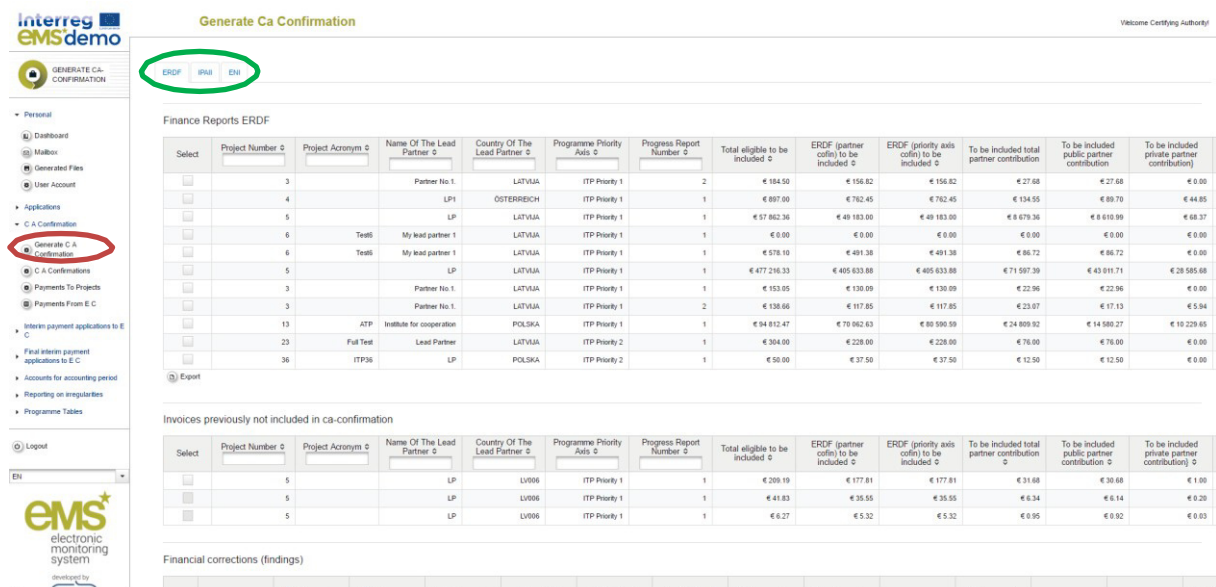 Interreg
eMS demo
Generate Ca Confirmation
Welcome Certifying Authority!
GENERATE CA-
CONFIRMATION
ERDF IPAII ENI
Personal
Dashboard
Mailbox
Generated Files
User Account
Applications
C A Confirmation
Generate C A
Confirmation
C A Confirmations
Payments To Projects
Payments From E C
Interim payment applications to E
C
Final interim payment
applications to E C
Accounts for accounting period
Reporting on irregularities
Programme Tables
Logout
EN
eMS
electronic
monitoring
system
developed by
Finance Reports ERDF
Select Project Number Project Acronym Name Of The Lead Partner Country Of The Lead Partner Programme Priority Axis Progress Report Number Total eligible to be included ERDF (partner cofin) to be included ERDF (priority axis cofin) to be included To be included total partner contribution To be included public partner contribution To be included private partner contribution}
3 Partner No.1. LATVIJA ITP Priority 1 2 € 184.50 € 156.82 € 156.82 € 27.68 € 27.68 € 0.00
4 LP1 ÖSTERREICH ITP Priority 1 1 € 897.00 € 762.45 € 762.45 € 134.55 € 89.70 € 44.85
5 LP LATVIJA ITP Priority 1 1 € 57 862.36 € 49 183.00 € 49 183.00 € 8 679.36 € 8 610.99 € 68.37
6 Test6 My lead partner 1 LATVIJA ITP Priority 1 1 € 0.00 € 0.00 € 0.00 € 0.00 € 0.00 € 0.00
6 Test6 My lead partner 1 LATVIJA ITP Priority 1 1 € 578.10 € 491.38 € 491.38 € 86.72 € 86.72 € 0.00
5 LP LATVIJA ITP Priority 1 1 € 477 216.33 € 405 633.88 € 405 633.88 € 71 597.39 € 43 011.71 € 28 585.68
3 Partner No.1. LATVIJA ITP Priority 1 1 € 153.05 € 130.09 € 130.09 € 22.96 € 22.96 € 0.00
3 Partner No.1. LATVIJA ITP Priority 1 2 € 138.66 € 117.85 € 117.85 € 23.07 € 17.13 € 5.94
13 ATP Institute for cooperation POLSKA ITP Priority 1 1 € 94 812.47 € 70 062.63 € 80 590.59 € 24 809.92 € 14 580.27 € 10 229.65
23 Full Test Lead Partner ITP Priority 2 1 € 304.00 € 228.00 € 228.00 € 76.00 € 76.00 € 0.00
36 ITP36 LP POLSKA ITP Priority 2 1 € 50.00 € 37.50 € 37.50 € 12.50 € 12.50 € 0.00
Export
Invoices previously not included in ca-confirmation
Select Project Number Project Acronym Name Of The Lead Partner Country Of The Lead Partner Programme Priority Axis Progress Report Number Total eligible to be included ERDF (partner cofin) to be included ERDF (priority axis cofin) to be included To be included total partner contribution To be included public partner contribution To be included private partner contribution}
5 LP LV006 ITP Priority 1 1 € 209.19 € 177.81 € 177.81 € 31.68 € 30.68 € 1.00
5 LP LV006 ITP Priority 1 1 € 41.83 € 35.55 € 35.55 € 6.34 € 6.14 € 0.20
5 LP LV006 ITP Priority 1 1 € 6.27 € 5.32 € 5.32 € 0.95 € 0.92 € 0.03
Financial corrections (findings)